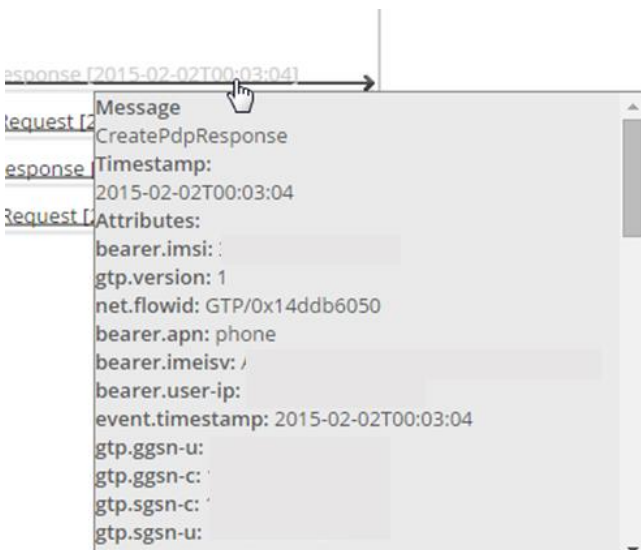 esponse [2015-02-02T00:03:04]
Message
Request [2
CreatePdpResponse
esponse [
Timestamp:
2015-02-02T00:03:04
Request [2
Attributes:
bearer.imsi:
gtp.version: 1
net.flowid: GTP/0x14ddb6050
bearer.apn: phone
bearer.imeisv:
bearer.user-ip:
event.timestamp: 2015-02-02T00:03:04
gtp.ggsn-u:
gtp.ggsn-c:
gtp.sgsn-c:
gtp.sgsn-u: